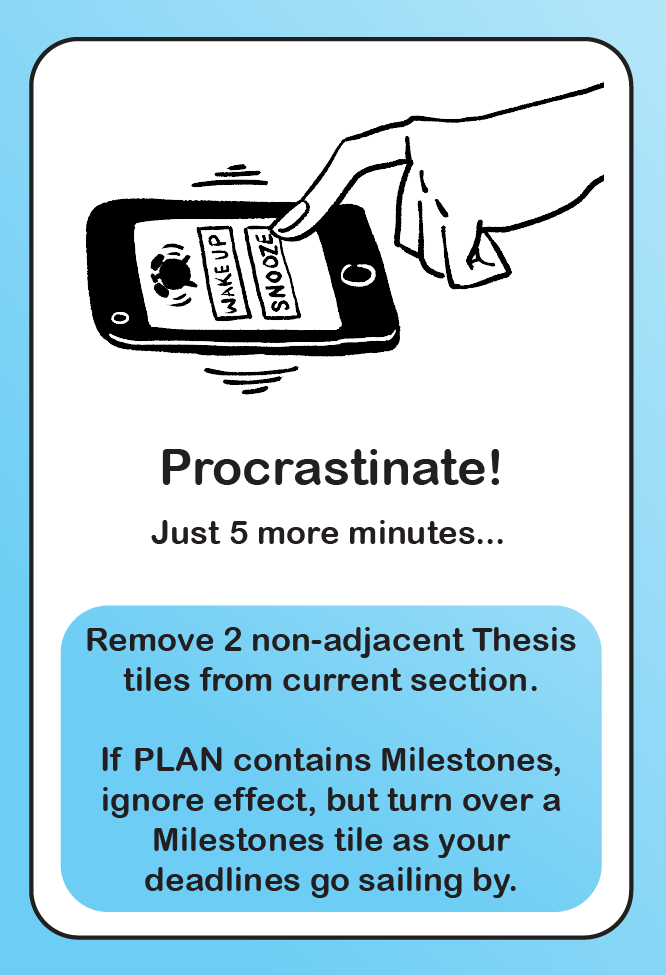 WAKE UP
SNOOZE
Procrastinate!
Just 5 more minutes...
Remove 2 non-adjacent Thesis
tiles from current section.
If PLAN contains Milestones,
ignore effect, but turn over a
Milestones tile as your
deadlines go sailing by.